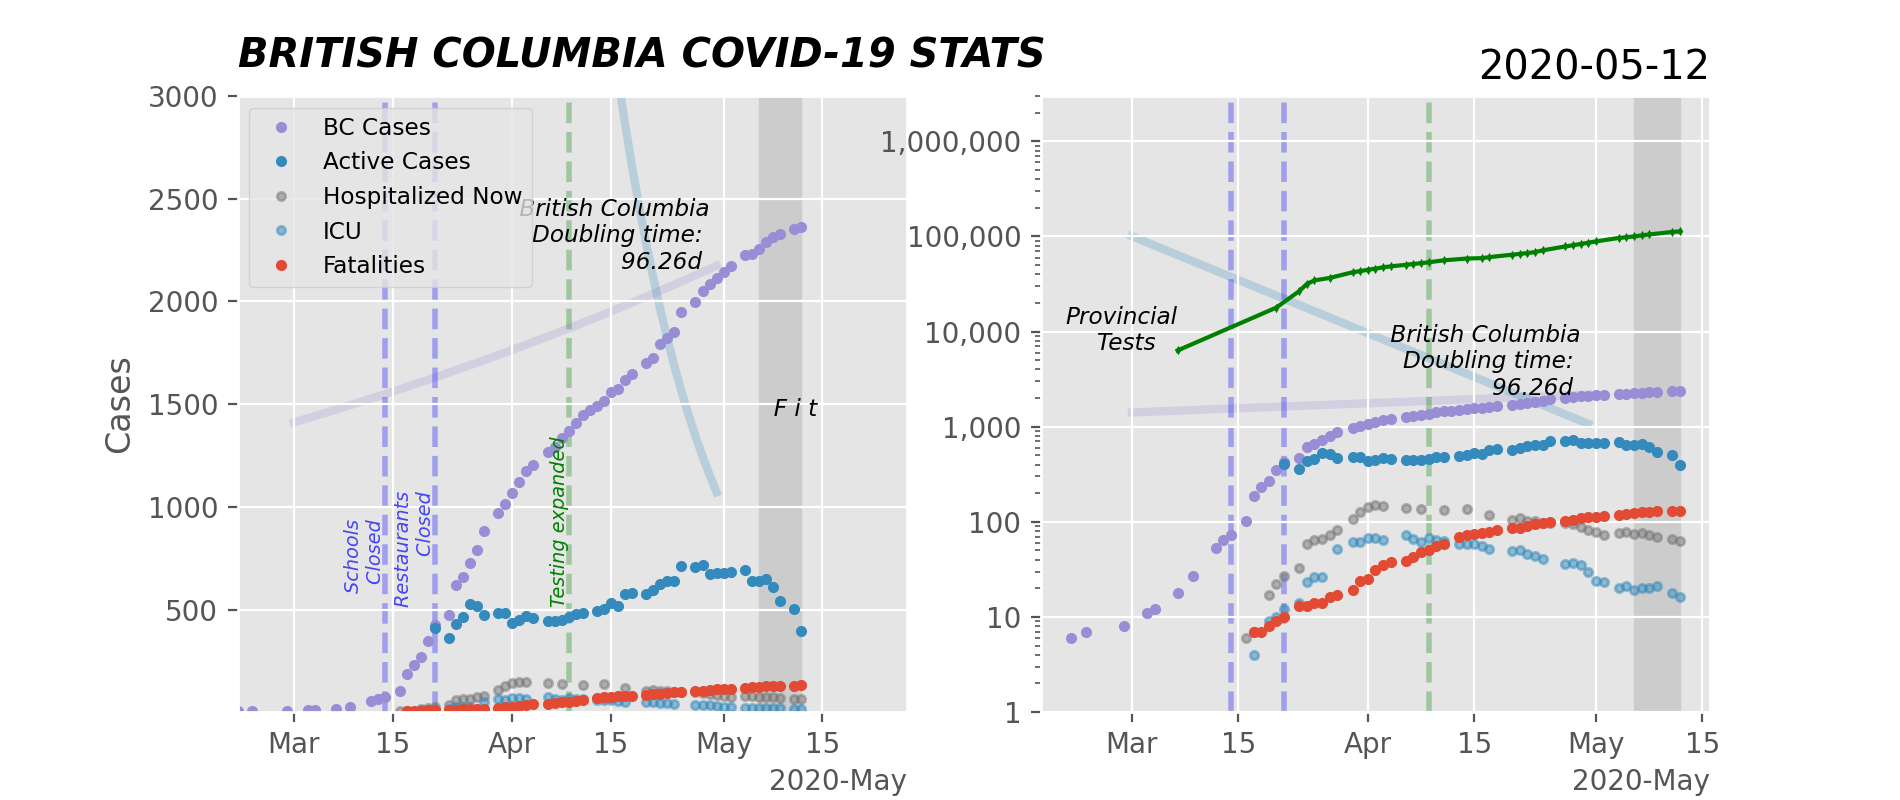 BRITISH COLUMBIA COVID-19 STATS
2020-05-12
3000
2500
2000
1500
1000
500
Cases
BC Cases
Active Cases
Hospitalized Now
ICU
Fatalities
British Columbia
Doubling time:
96.26d
F i t
Schools
Closed
Restaurants
Closed
Testing expanded
Mar
15
Apr
15
May
15
2020-May
1,000,000
100,000
10,000
1,000
100
10
1
Provincial
Tests
British Columbia
Doubling time:
96.26d
Mar
15
Apr
15
May
15
2020-May